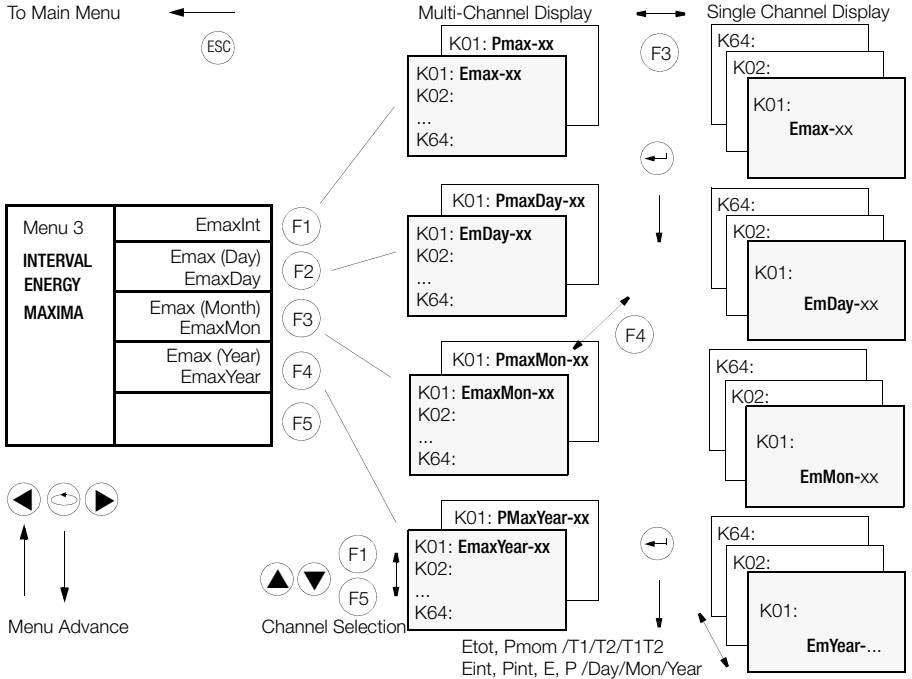 To Main Menu
ESC
Multi-Channel Display
Single Channel Display
F3
K01: Pmax-xx
K01: Emax-xx
K02:
...
K64:
K64:
K02:
K01:
Emax-xx
Menu 3
INTERVAL
ENERGY
MAXIMA
EmaxInt
F1
Emax (Day)
EmaxDay
F2
Emax (Month)
EmaxMon
F3
Emax (Year)
EmaxYear
F4
F5
K01: PmaxDay-xx
K01: EmDay-xx
K02:
...
K64:
K64:
K02:
K01:
EmDay-xx
F4
K01: PmaxMon-xx
K01: EmaxMon-xx
K02:
...
K64:
K64:
K02:
K01:
EmMon-xx
K01: PMaxYear-xx
K01: EmaxYear-xx
K02:
...
K64:
K64:
K02:
K01:
EmYear-...
F1
F5
Menu Advance
Channel Selection
Etot, Pmom /T1/T2/T1T2
Eint, Pint, E, P /Day/Mon/Year